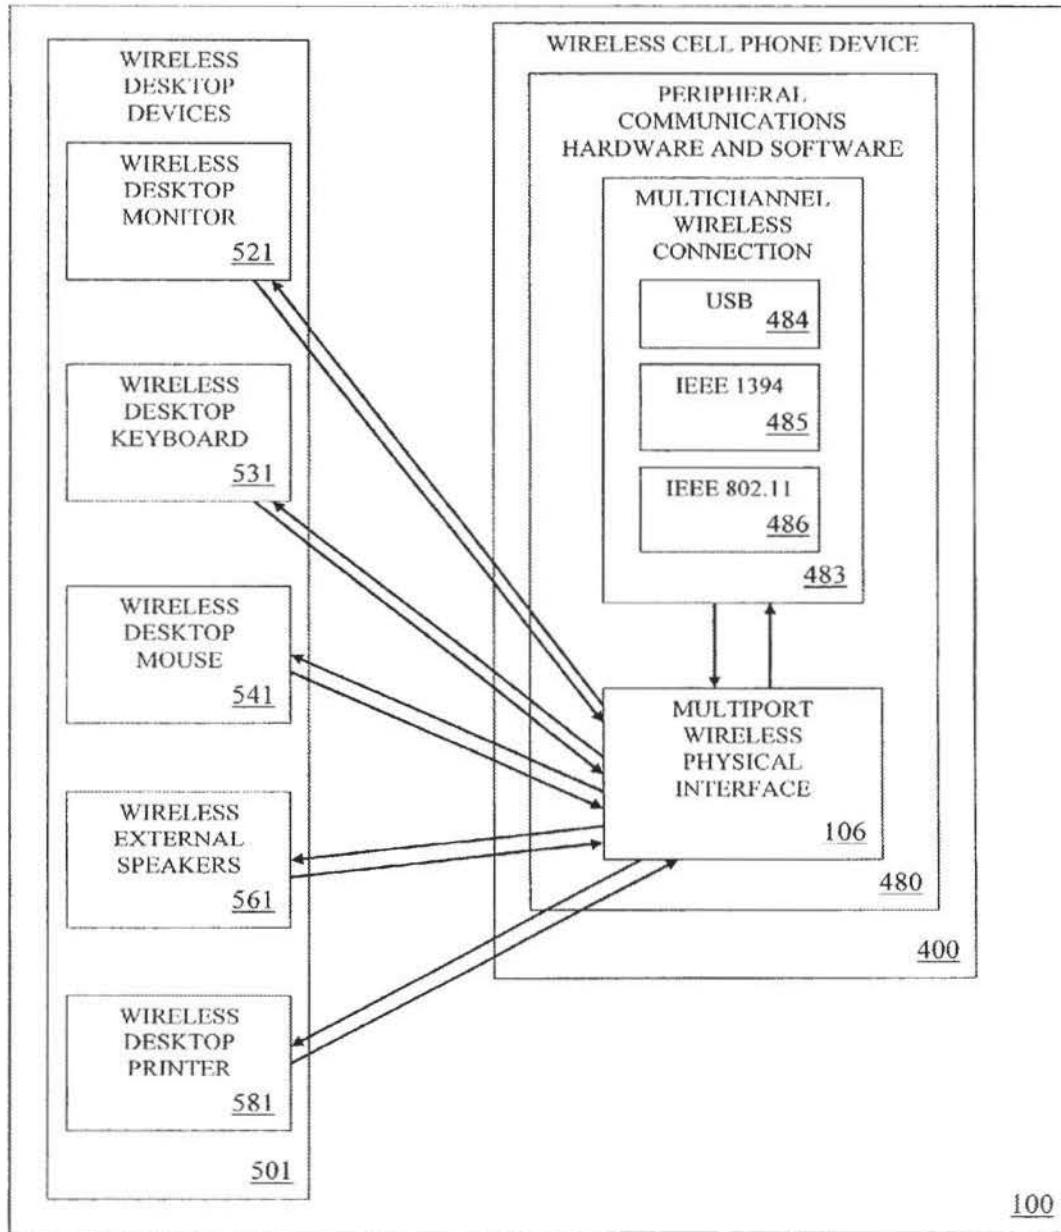 WIRELESS
DESKTOP
DEVICES
WIRELESS
DESKTOP
MONITOR
521
WIRELESS
DESKTOP
KEYBOARD
531
WIRELESS
DESKTOP
MOUSE
541
WIRELESS
EXTERNAL
SPEAKERS
561
WIRELESS
DESKTOP
PRINTER
581
501
WIRELESS CELL PHONE DEVICE
PERIPHERAL
COMMUNICATIONS
HARDWARE AND SOFTWARE
MULTICHANNEL
WIRELESS
CONNECTION
USB
484
IEEE 1394
485
IEEE 802.11
486
483
MULTIPORT
WIRELESS
PHYSICAL
INTERFACE
106
480
400
100